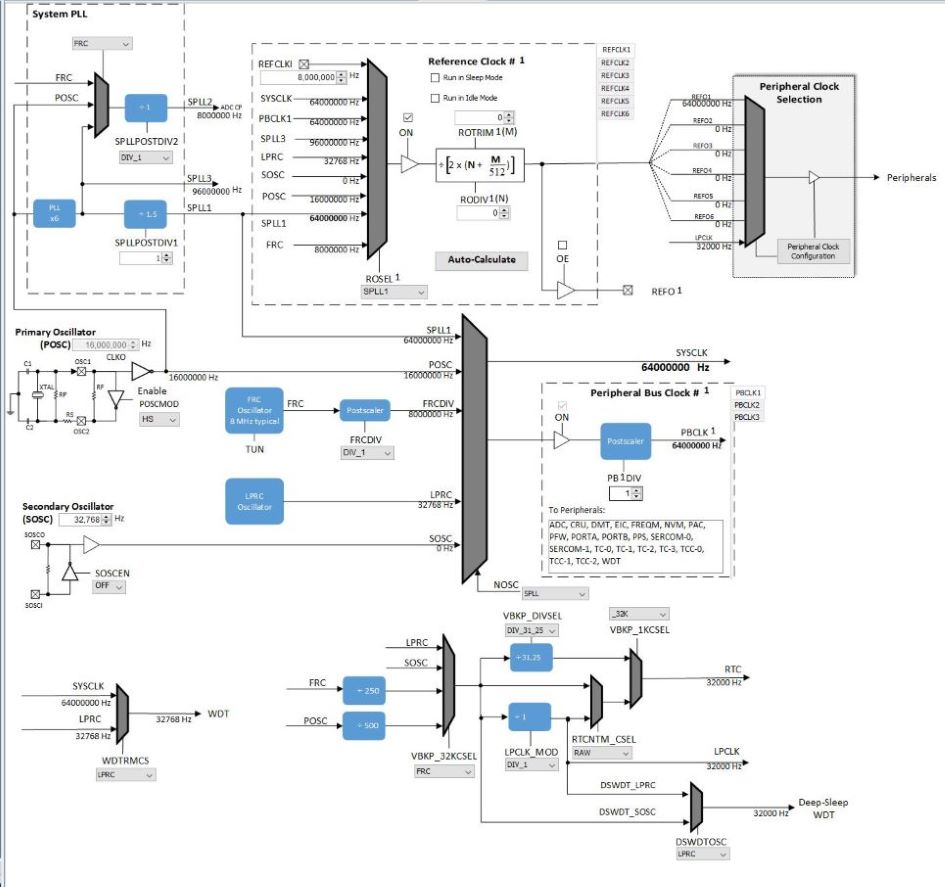 System PLL
FRC
FRC
POSC
÷ 1
SPLL2
ADC CP
8000000 Hz
SPLLPOSTDIV2
DIV_1
SPLL3
96000000 Hz
PLL
x6
÷ 1.5
SPLL1
SPLLPOSTDIV1
1
REFCLKI
8,000,000 Hz
SYSCLK
64000000 Hz
PBCLK1
64000000 Hz
SPLL3
96000000 Hz
LPRC
32768 Hz
SOSC
0 Hz
POSC
16000000 Hz
SPLL1
64000000 Hz
FRC
8000000 Hz
ROSEL 1
SPLL1
Reference Clock # 1
Run in Sleep Mode
Run in Idle Mode
ON
0
ROTRIM 1(M)
÷[2 x (N + M/512)]
RODIV1(N)
0
Auto-Calculate
OE
REFO 1
REFCLK1
REFCLK2
REFCLK3
REFCLK4
REFCLK5
REFCLK6
Peripheral Clock
Selection
REFO1
64000000 Hz
REFO2
0 Hz
REFO3
0 Hz
REFO4
0 Hz
REFO5
0 Hz
REFO6
0 Hz
LPCLK
32000 Hz
Peripheral Clock
Configuration
Peripherals
Primary Oscillator
(POSC) 16,000,000 Hz
C1
OSC1
CLKO
XTAL
RP
RF
RS
C2
OSC2
16000000 Hz
Enable
POSCMOD
HS
FRC
Oscillator
8 MHz typical
TUN
FRC
Postscaler
FRCDIV
DIV_1
LPRC
Oscillator
SPLL1
64000000 Hz
POSC
16000000 Hz
FRCDIV
8000000 Hz
LPRC
32768 Hz
SOSC
0 Hz
NOSC
SPLL
SYSCLK
64000000 Hz
Peripheral Bus Clock # 1
ON
Postscaler
PBCLK 1
64000000 Hz
PB1DIV
1
To Peripherals:
ADC, CRU, DMT, EIC, FREQM, NVM, PAC,
PFW, PORTA, PORTB, PPS, SERCOM-0,
SERCOM-1, TC-0, TC-1, TC-2, TC-3, TCC-0,
TCC-1, TCC-2, WDT
PBCLK1
PBCLK2
PBCLK3
Secondary Oscillator
(SOSC) 32,768 Hz
SOSCO
SOSCEN
OFF
SOSCI
SYSCLK
64000000 Hz
LPRC
32768 Hz
32768 Hz
WDT
WDTRMCS
LPRC
LPRC
SOSC
FRC
÷ 250
POSC
÷ 500
VBKP_32KCSEL
FRC
VBKP_DIVSEL
DIV_31_25
÷31.25
_32K
VBKP_1KCSEL
RTC
32000 Hz
÷ 1
LPCLK_MOD
DIV_1
RTCNTM_CSEL
RAW
LPCLK
32000 Hz
DSWDT_LPRC
DSWDT_SOSC
32000 Hz
Deep-Sleep
WDT
DSWDTOSC
LPRC